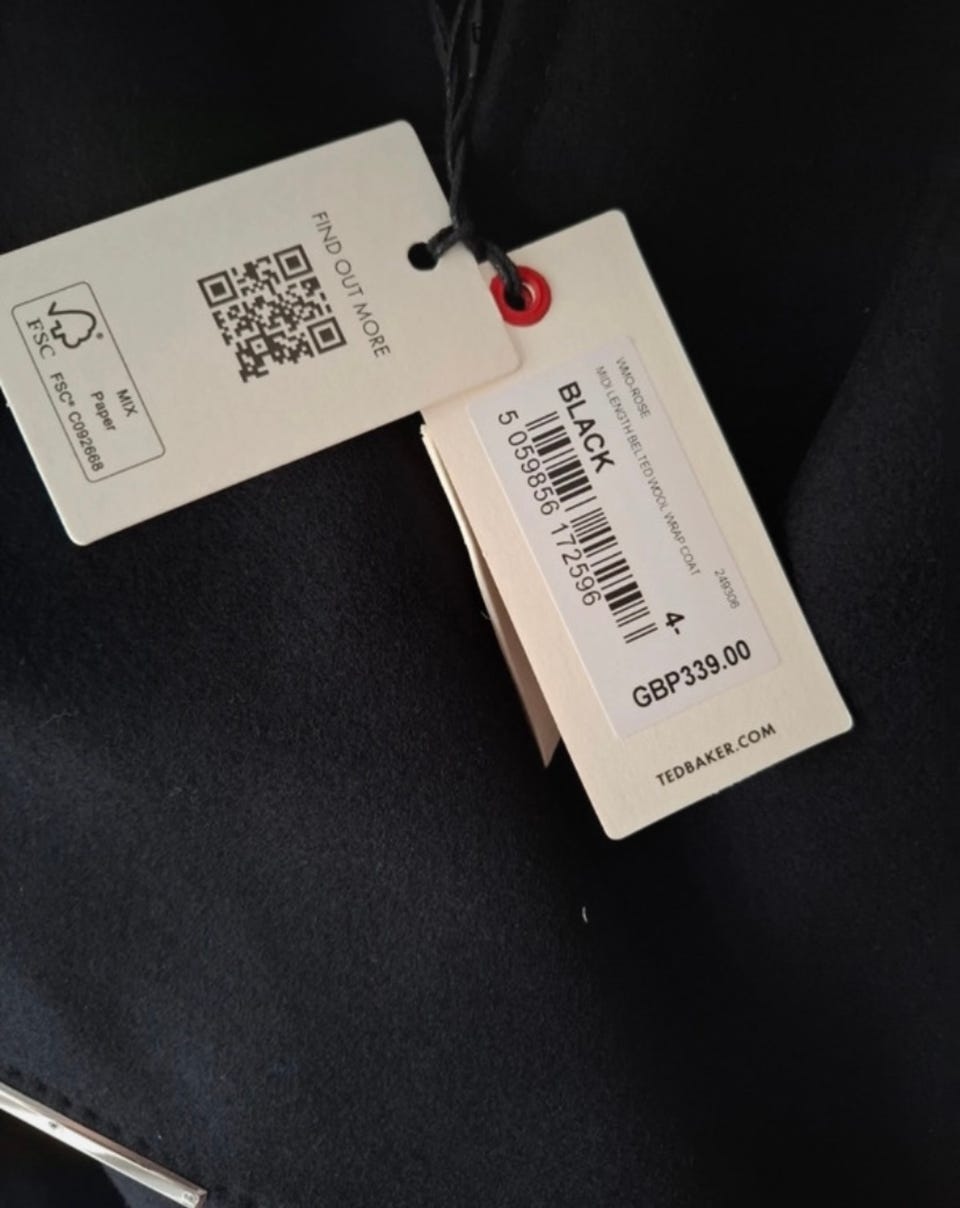 FIND OUT MORE
FSC
MIX
Paper
FSC® C092668
WMO-ROSE
MIDI LENGTH BELTED WOOL WRAP COAT
249306
BLACK
5 059856 172596
4-
GBP339.00
TEDBAKER.COM